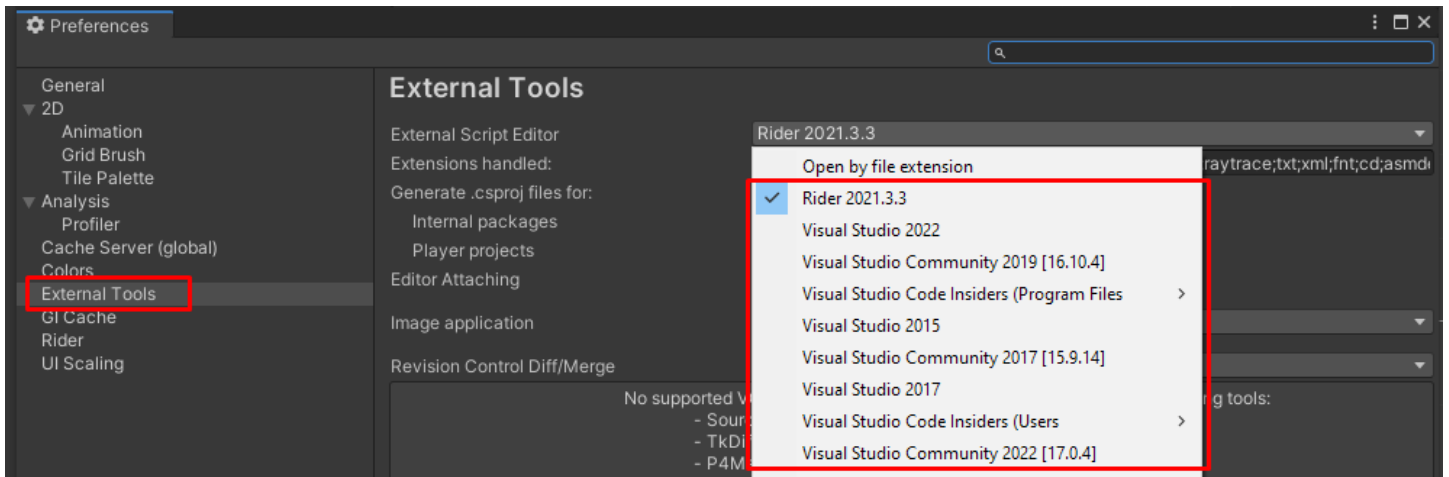 Preferences
General
2D
Animation
Grid Brush
Tile Palette
Analysis
Profiler
Cache Server (global)
Colors
External Tools
GI Cache
Rider
UI Scaling
External Tools
External Script Editor
Rider 2021.3.3
Extensions handled:
raytrace;txt;xml;fnt;cd;
Generate .csproj files for:
Internal packages
Player projects
Editor Attaching
Image application
Revision Control Diff/Merge
No supported
ng tools:
- Sour
- TkDi
- P4M
Open by file extension
Rider 2021.3.3
Visual Studio 2022
Visual Studio Community 2019 [16.10.4]
Visual Studio Code Insiders (Program Files
Visual Studio 2015
Visual Studio Community 2017 [15.9.14]
Visual Studio 2017
Visual Studio Code Insiders (Users
Visual Studio Community 2022 [17.0.4]